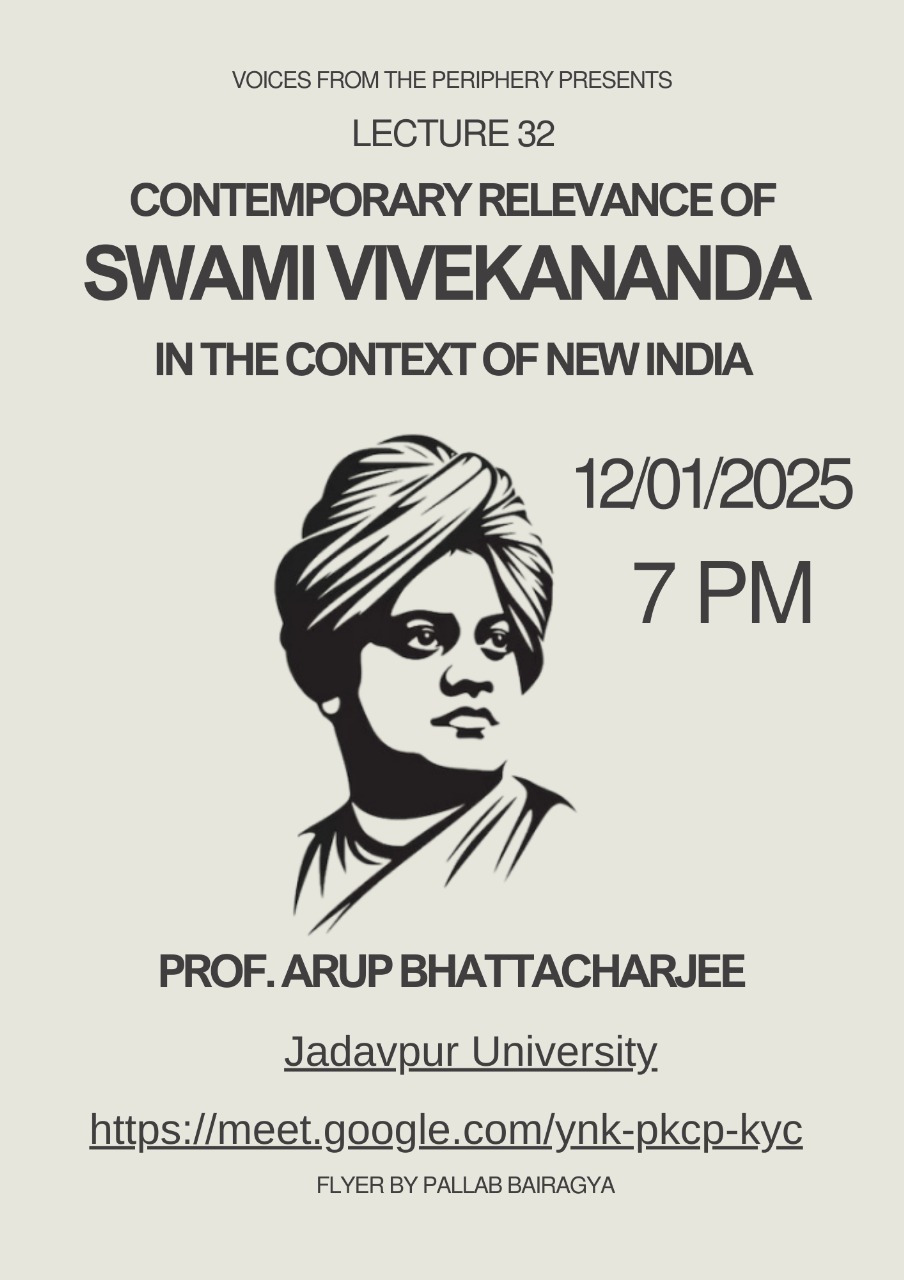 VOICES FROM THE PERIPHERY PRESENTS
LECTURE 32
CONTEMPORARY RELEVANCE OF
SWAMI VIVEKANANDA
IN THE CONTEXT OF NEW INDIA
12/01/2025
7 PM
PROF. ARUP BHATTACHARJEE
Jadavpur University
https://meet.google.com/ynk-pkcp-kyc
FLYER BY PALLAB BAIRAGYA